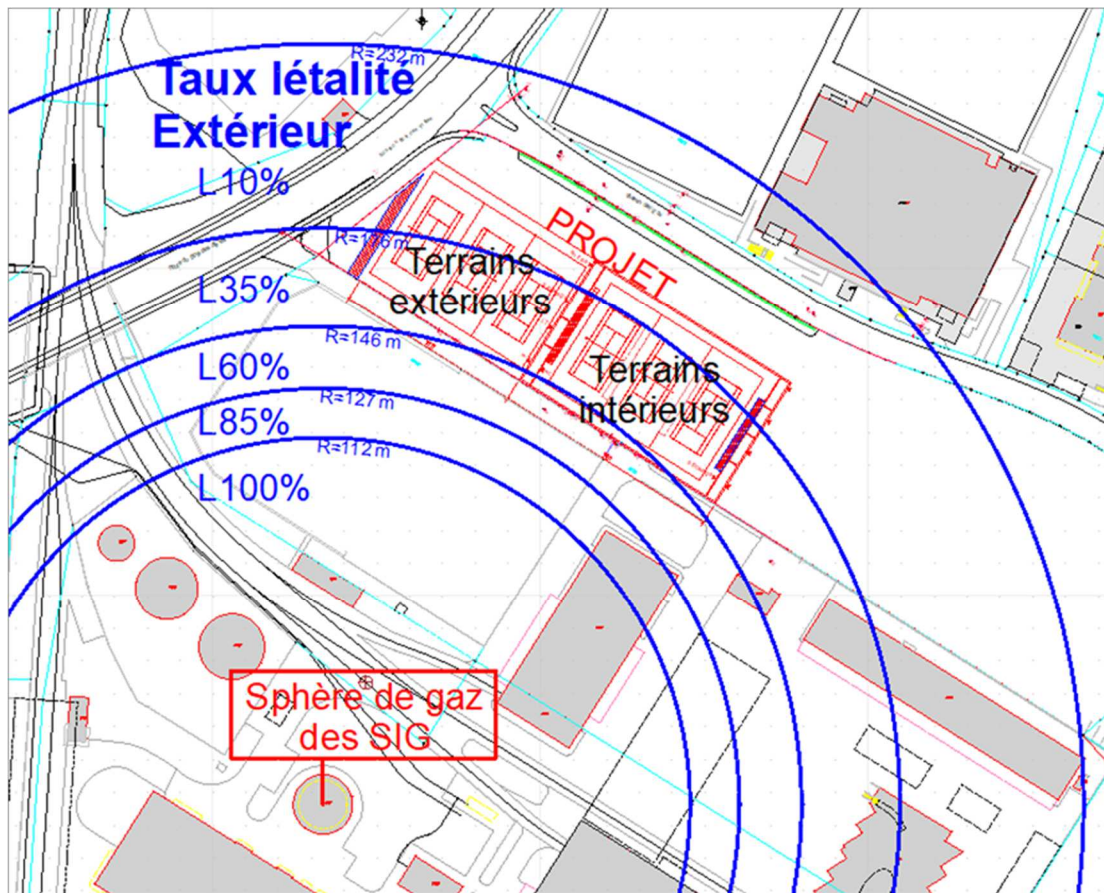 R=232 m
Taux létalité
Extérieur
L10%
PROJET
R=176 m
Terrains
extérieurs
L35%
R=146 m
L60%
Terrains
intérieurs
R=127 m
L85%
R=112 m
L100%
Sphère de gaz
des SIG